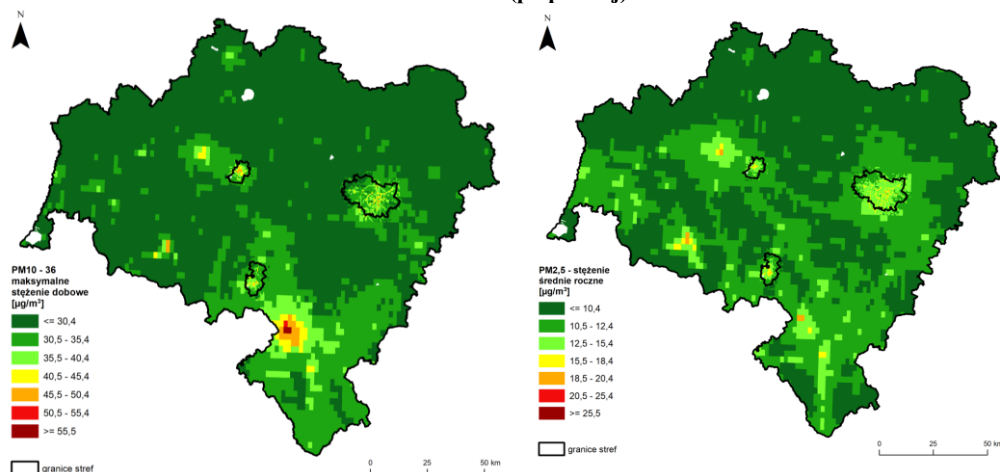 N
PM10 - 36
maksymalne
stężenie dobowe
[µg/m³]
<= 30,4
30,5 - 35,4
35,5 - 40,4
40,5 - 45,4
45,5 - 50,4
50,5 - 55,4
>= 55,5
granice stref
0 25 50 km
N
PM2,5 - stężenie
średnie roczne
[µg/m³]
<= 10,4
10,5 - 12,4
12,5 - 15,4
15,5 - 18,4
18,5 - 20,4
20,5 - 25,4
>= 25,5
granice stref
0 25 50 km